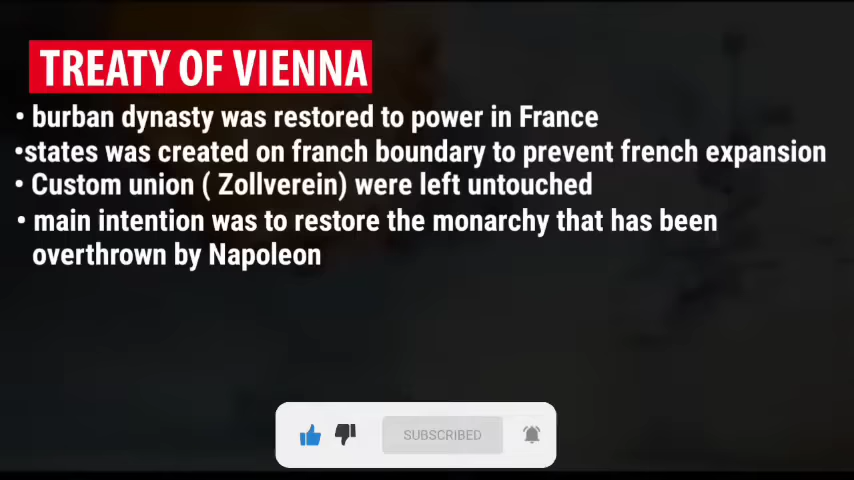 TREATY OF VIENNA
• burban dynasty was restored to power in France
•states was created on franch boundary to prevent french expansion
• Custom union ( Zollverein) were left untouched
• main intention was to restore the monarchy that has been
overthrown by Napoleon
SUBSCRIBED